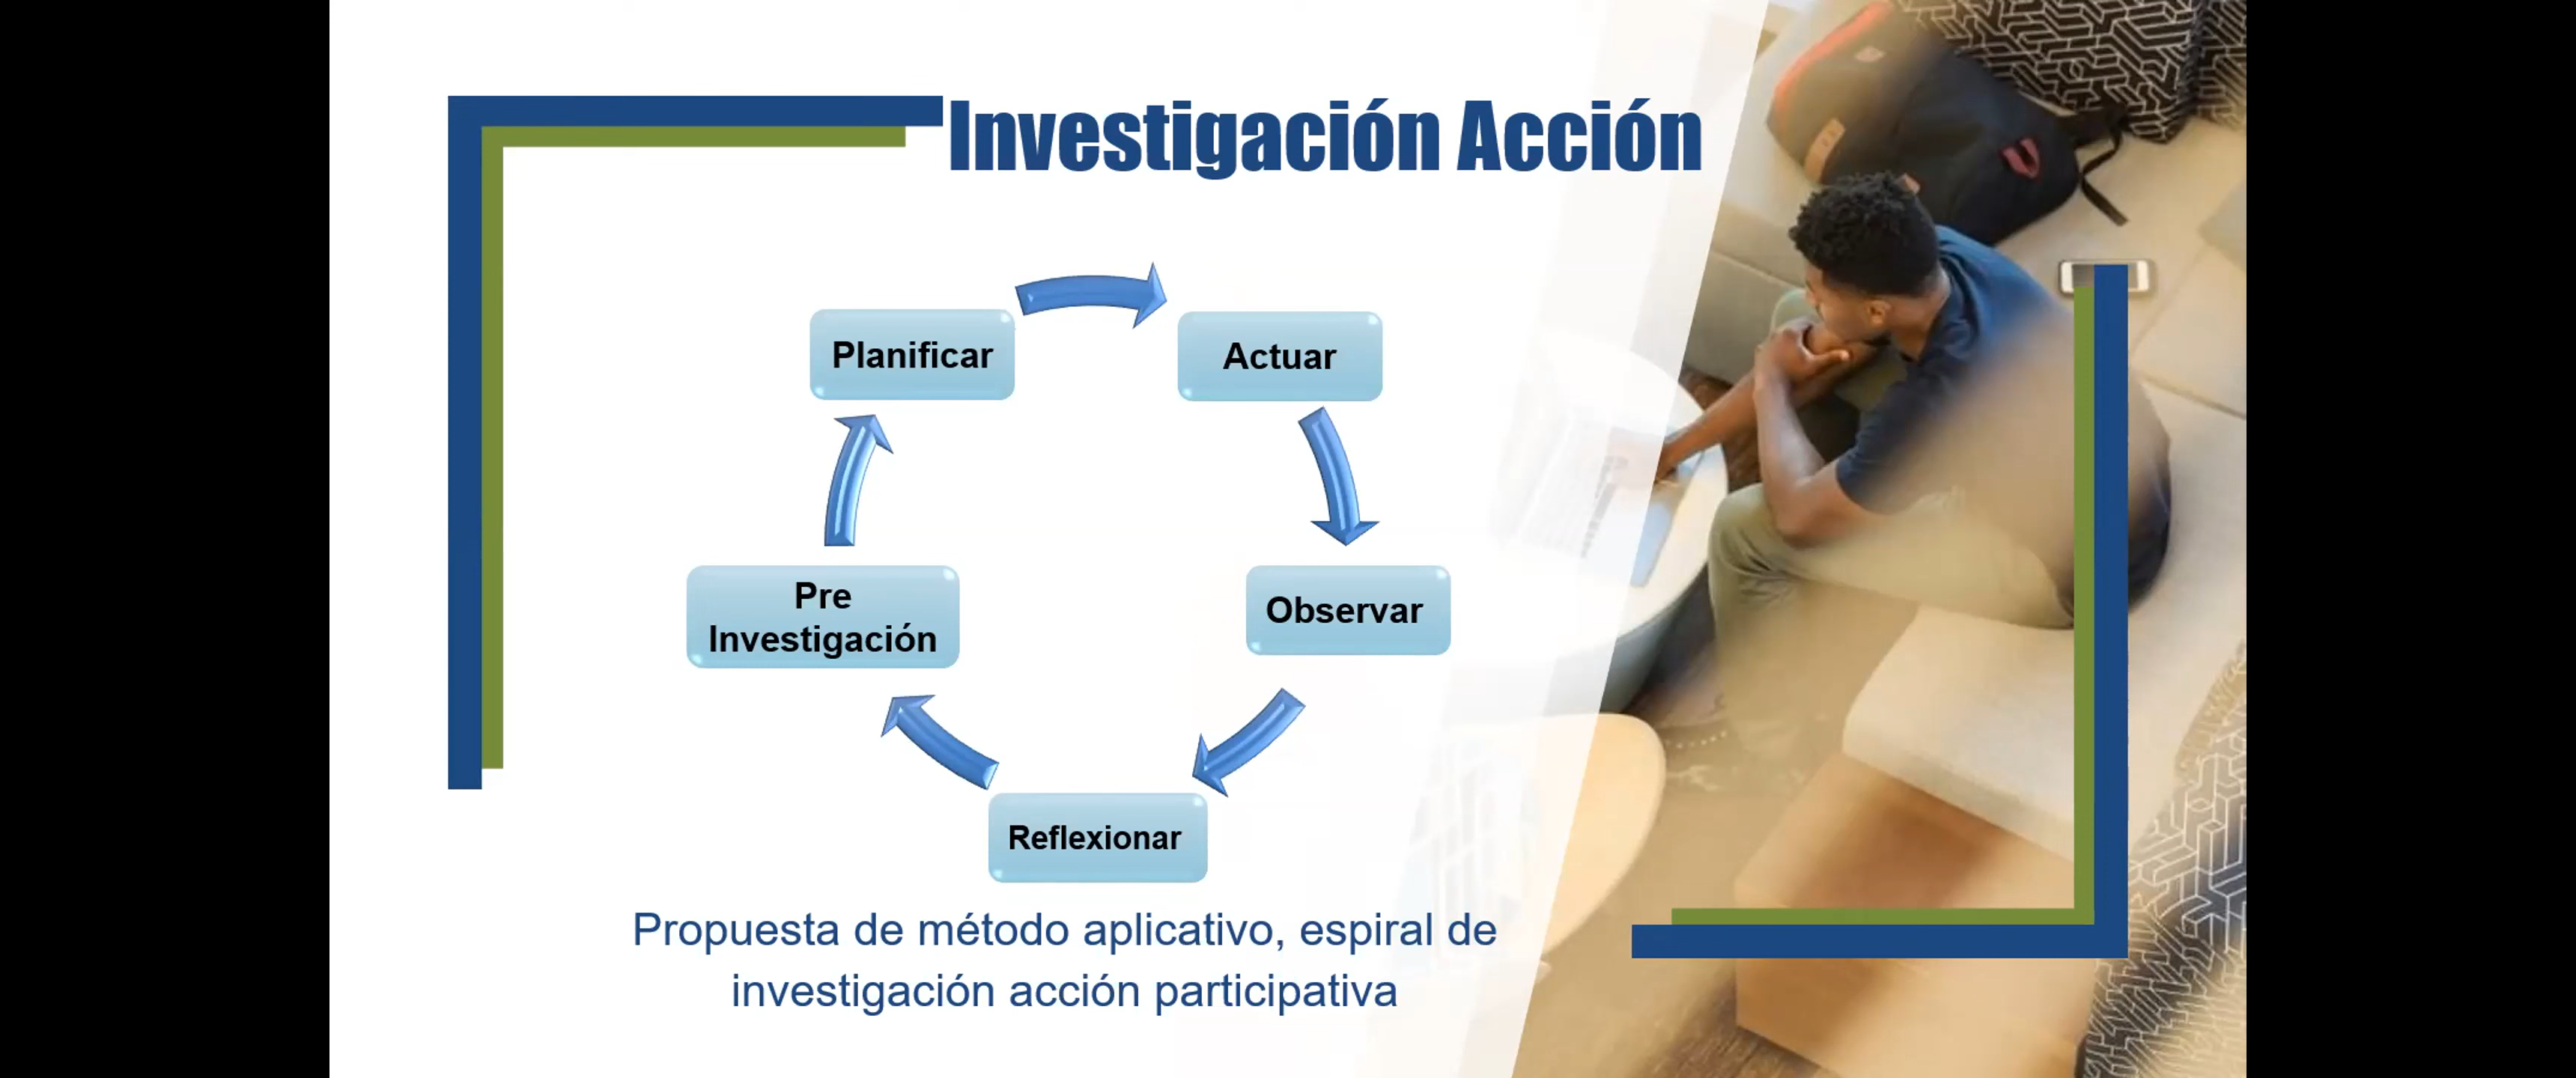 Investigación Acción
Planificar
Actuar
Pre
Investigación
Observar
Reflexionar
Propuesta de método aplicativo, espiral de
investigación acción participativa